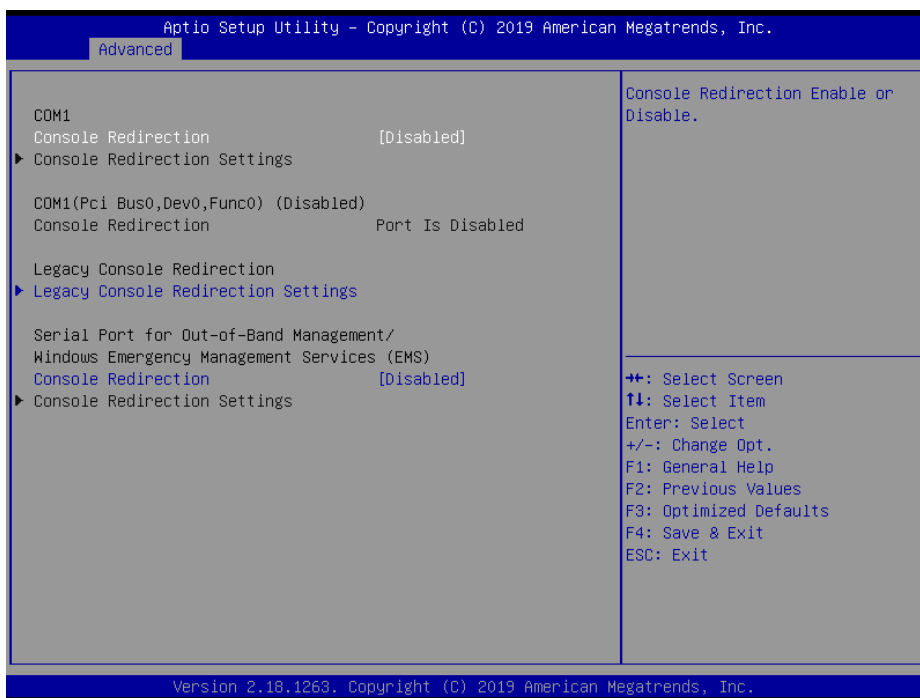 Aptio Setup Utility – Copyright (C) 2019 American Megatrends, Inc.
Advanced
COM1
Console Redirection [Disabled]
▶ Console Redirection Settings
COM1(Pci Bus0,Dev0,Func0) (Disabled)
Console Redirection Port Is Disabled
Legacy Console Redirection
▶ Legacy Console Redirection Settings
Serial Port for Out-of-Band Management/
Windows Emergency Management Services (EMS)
Console Redirection [Disabled]
▶ Console Redirection Settings
Console Redirection Enable or
Disable.
→←: Select Screen
↑↓: Select Item
Enter: Select
+/-: Change Opt.
F1: General Help
F2: Previous Values
F3: Optimized Defaults
F4: Save & Exit
ESC: Exit
Version 2.18.1263. Copyright (C) 2019 American Megatrends, Inc.